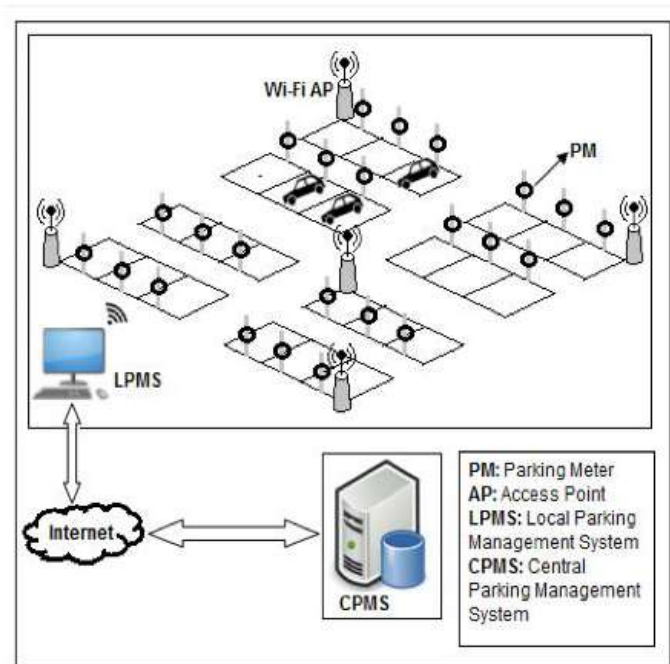 Wi-Fi AP
PM
LPMS
Internet
CPMS
PM: Parking Meter
AP: Access Point
LPMS: Local Parking
Management System
CPMS: Central
Parking Management
System